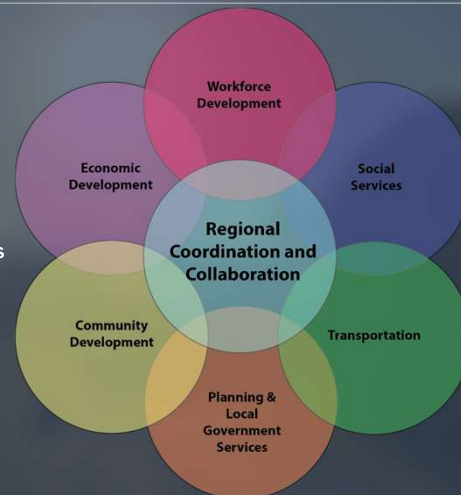 Workforce
Development
Economic
Development
Social
Services
s
Regional
Coordination and
Collaboration
Community
Development
Transportation
Planning &
Local
Government
Services